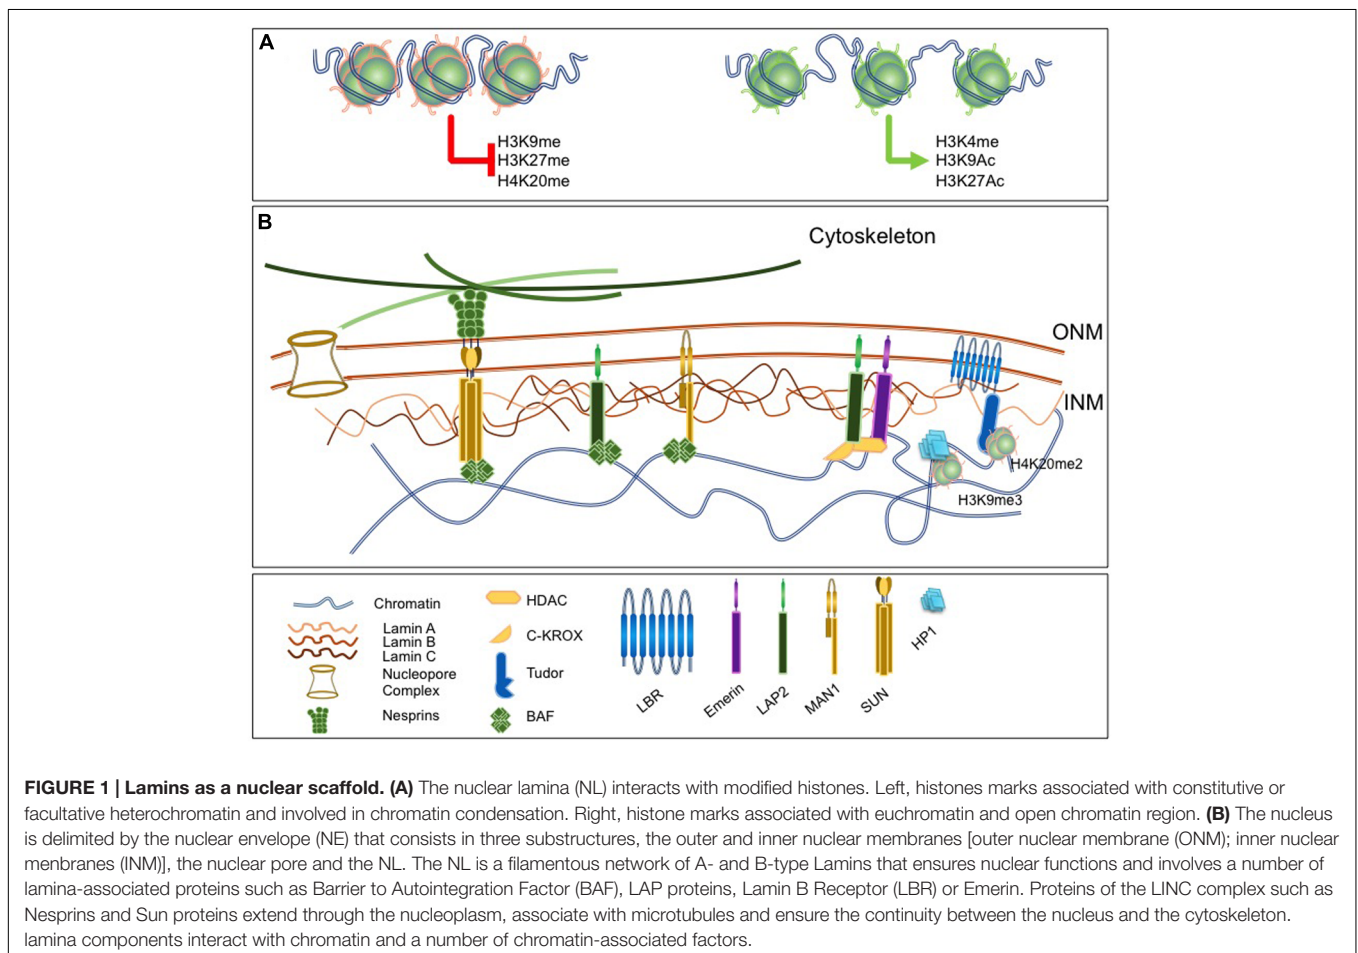 A
H3K9me
H3K27me
H4K20me
H3K4me
H3K9Ac
H3K27Ac
B
Cytoskeleton
ONM
INM
H4K20me2
H3K9me3
Chromatin
Lamin A
Lamin B
Lamin C
Nucleopore
Complex
Nesprins
HDAC
C-KROX
Tudor
BAF
LBR
Emerin
LAP2
MAN1
SUN
HP1
FIGURE 1 | Lamins as a nuclear scaffold. (A) The nuclear lamina (NL) interacts with modified histones. Left, histones marks associated with constitutive or
facultative heterochromatin and involved in chromatin condensation. Right, histone marks associated with euchromatin and open chromatin region. (B) The nucleus
is delimited by the nuclear envelope (NE) that consists in three substructures, the outer and inner nuclear membranes [outer nuclear membrane (ONM); inner nuclear
menbranes (INM)], the nuclear pore and the NL. The NL is a filamentous network of A- and B-type Lamins that ensures nuclear functions and involves a number of
lamina-associated proteins such as Barrier to Autointegration Factor (BAF), LAP proteins, Lamin B Receptor (LBR) or Emerin. Proteins of the LINC complex such as
Nesprins and Sun proteins extend through the nucleoplasm, associate with microtubules and ensure the continuity between the nucleus and the cytoskeleton.
lamina components interact with chromatin and a number of chromatin-associated factors.